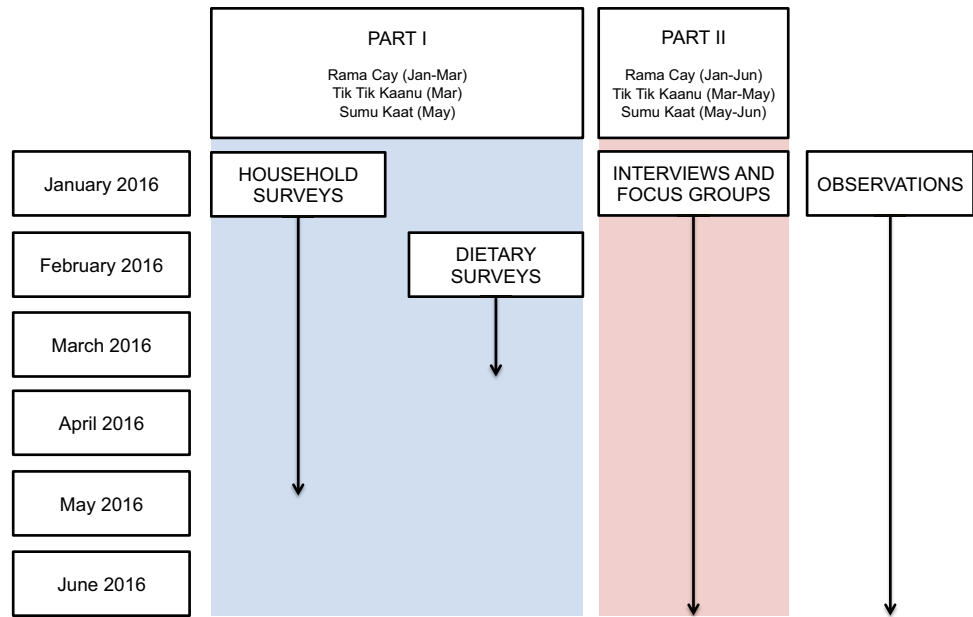 PART I
Rama Cay (Jan-Mar)
Tik Tik Kaanu (Mar)
Sumu Kaat (May)
PART II
Rama Cay (Jan-Jun)
Tik Tik Kaanu (Mar-May)
Sumu Kaat (May-Jun)
January 2016
HOUSEHOLD
SURVEYS
INTERVIEWS AND
FOCUS GROUPS
OBSERVATIONS
February 2016
DIETARY
SURVEYS
March 2016
April 2016
May 2016
June 2016